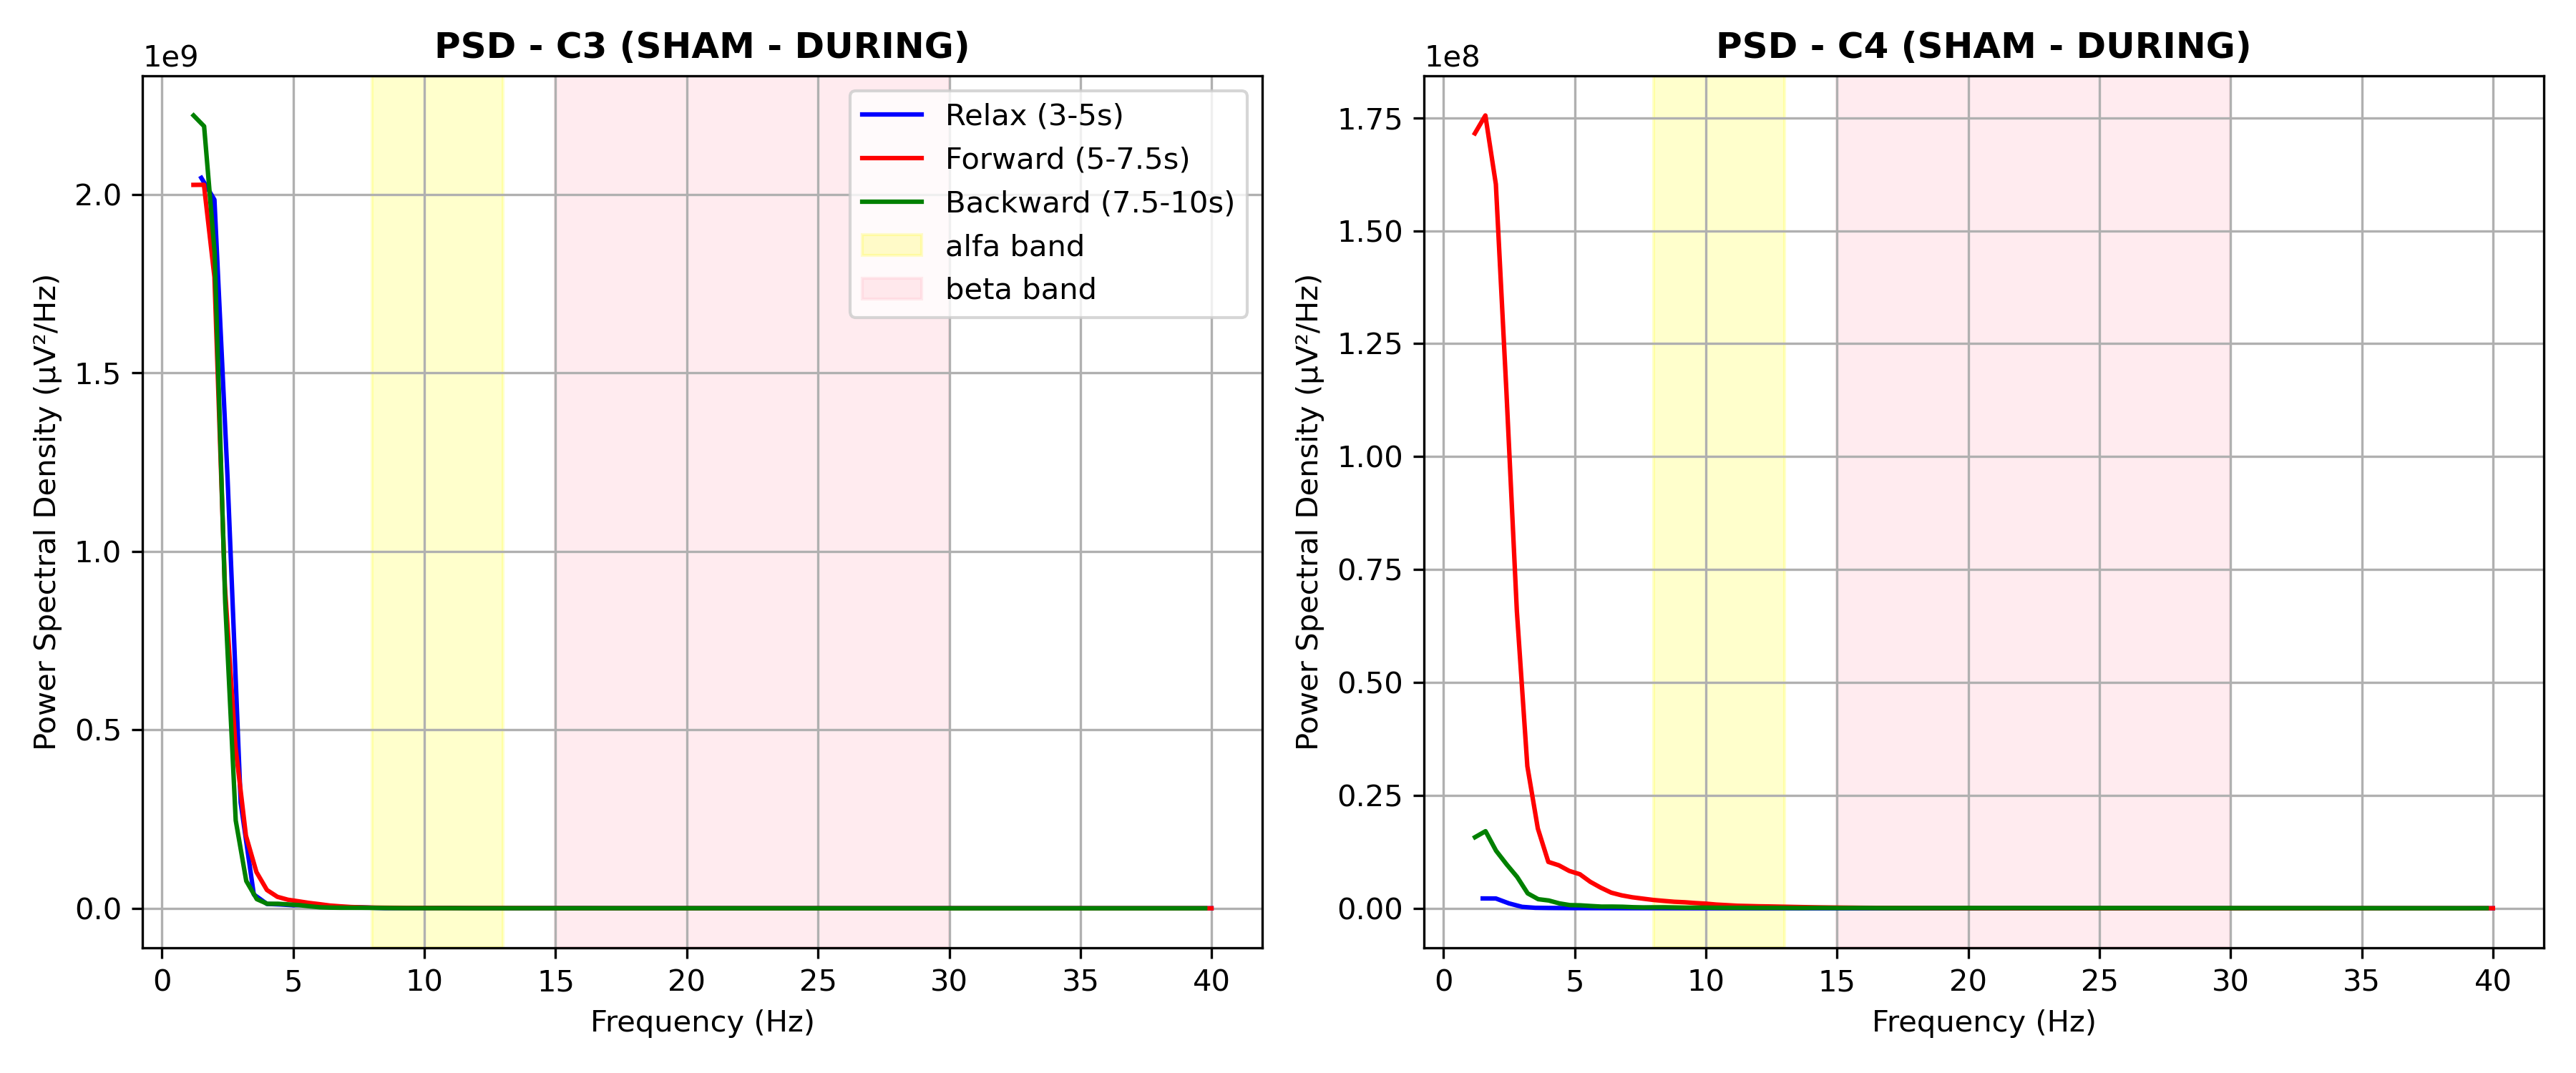 PSD - C3 (SHAM - DURING)
1e9
Power Spectral Density (µV²/Hz)
2.0
1.5
1.0
0.5
0.0
0 5 10 15 20 25 30 35 40
Frequency (Hz)
Relax (3-5s)
Forward (5-7.5s)
Backward (7.5-10s)
alfa band
beta band
PSD - C4 (SHAM - DURING)
1e8
Power Spectral Density (µV²/Hz)
1.75
1.50
1.25
1.00
0.75
0.50
0.25
0.00
0 5 10 15 20 25 30 35 40
Frequency (Hz)